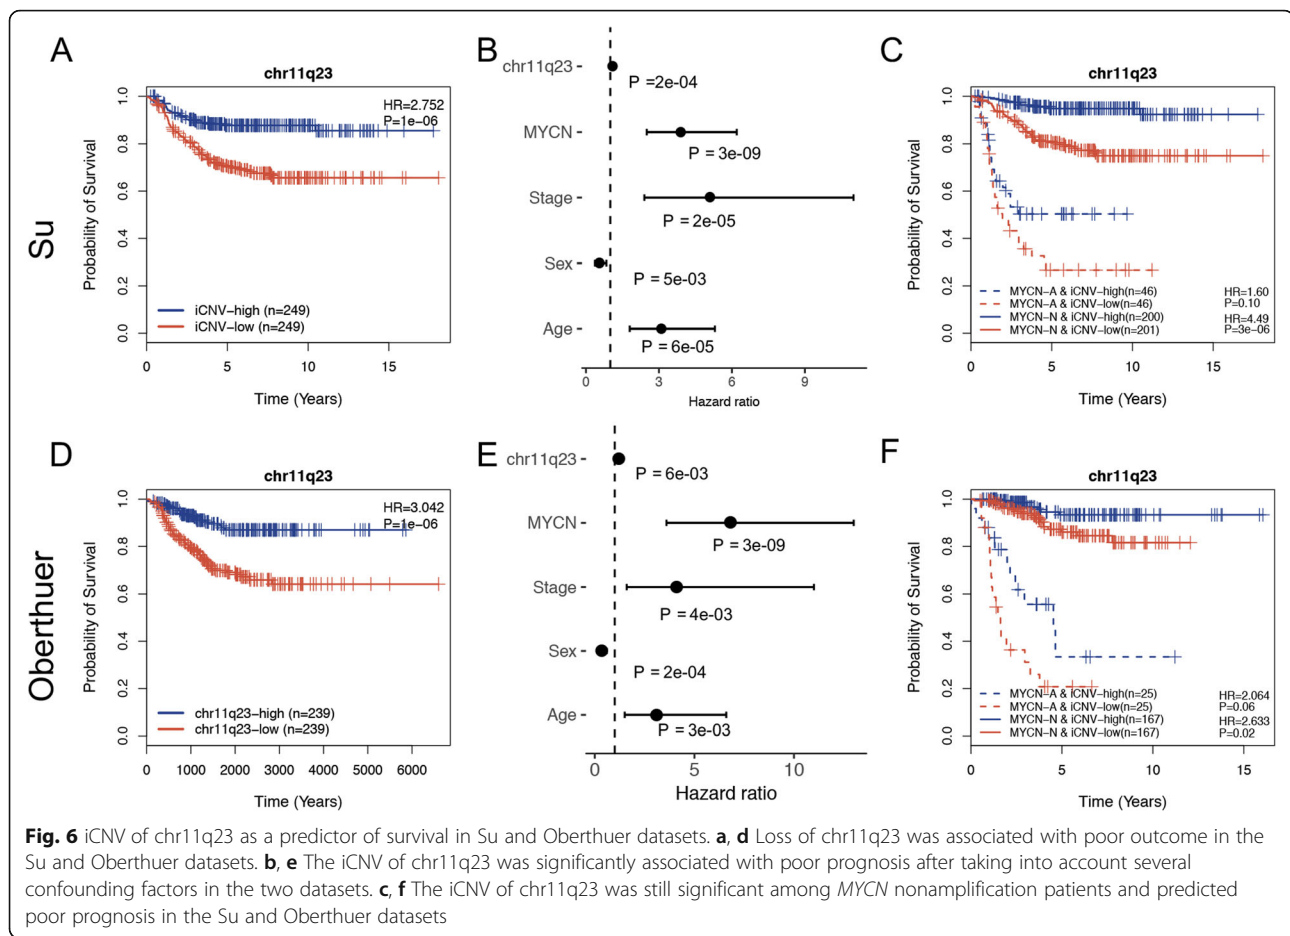 A
chr11q23
HR=2.752
P=1e−06
Probability of Survival
1.0
0.8
0.6
0.4
0.2
0.0
iCNV−high (n=249)
iCNV−low (n=249)
0 5 10 15
Time (Years)
Su
B
chr11q23
P =2e−04
MYCN
P = 3e−09
Stage
P = 2e−05
Sex
P = 5e−03
Age
P = 6e−05
0 3 6 9
Hazard ratio
C
chr11q23
Probability of Survival
1.0
0.8
0.6
0.4
0.2
0.0
MYCN−A & iCNV−high(n=46)
MYCN−A & iCNV−low(n=46)
MYCN−N & iCNV−high(n=200)
MYCN−N & iCNV−low(n=201)
HR=1.60
P=0.10
HR=4.49
P=3e−06
0 5 10 15
Time (Years)
D
chr11q23
HR=3.042
P=1e−06
Probability of Survival
1.0
0.8
0.6
0.4
0.2
0.0
chr11q23−high (n=239)
chr11q23−low (n=239)
0 1000 2000 3000 4000 5000 6000
Time (Years)
Oberthuer
E
chr11q23
P = 6e−03
MYCN
P = 3e−09
Stage
P = 4e−03
Sex
P = 2e−04
Age
P = 3e−03
0 5 10
Hazard ratio
F
chr11q23
Probability of Survival
1.0
0.8
0.6
0.4
0.2
0.0
MYCN−A & iCNV−high(n=25)
MYCN−A & iCNV−low(n=25)
MYCN−N & iCNV−high(n=167)
MYCN−N & iCNV−low(n=167)
HR=2.064
P=0.06
HR=2.633
P=0.02
0 5 10 15
Time (Years)
Fig. 6 iCNV of chr11q23 as a predictor of survival in Su and Oberthuer datasets. a, d Loss of chr11q23 was associated with poor outcome in the
Su and Oberthuer datasets. b, e The iCNV of chr11q23 was significantly associated with poor prognosis after taking into account several
confounding factors in the two datasets. c, f The iCNV of chr11q23 was still significant among MYCN nonamplification patients and predicted
poor prognosis in the Su and Oberthuer datasets